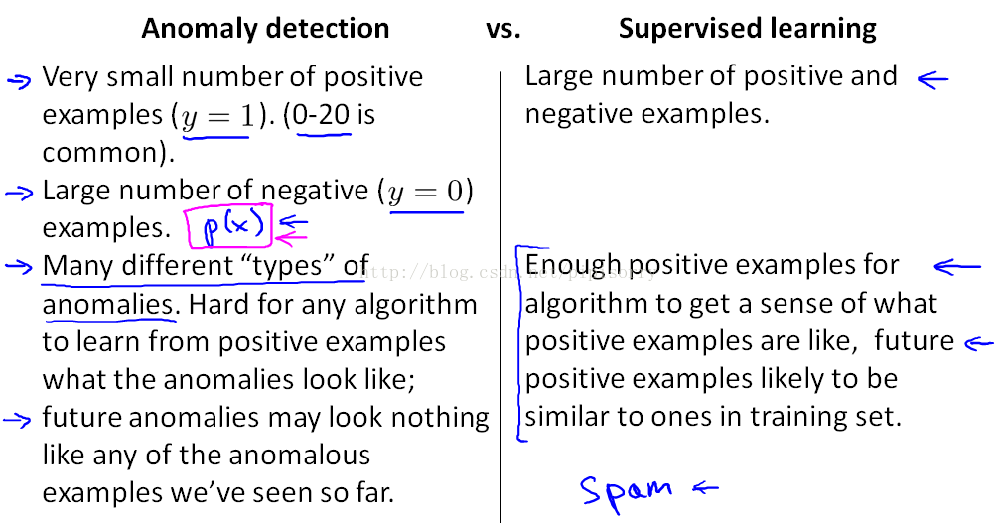 Anomaly detection vs. Supervised learning
Very small number of positive
examples (y = 1). (0-20 is
common).
Large number of negative (y = 0)
examples. p(x)
Many different “types” of
anomalies. Hard for any algorithm
to learn from positive examples
what the anomalies look like;
future anomalies may look nothing
like any of the anomalous
examples we’ve seen so far.
Large number of positive and
negative examples.
Enough positive examples for
algorithm to get a sense of what
positive examples are like, future
positive examples likely to be
similar to ones in training set.
Spam